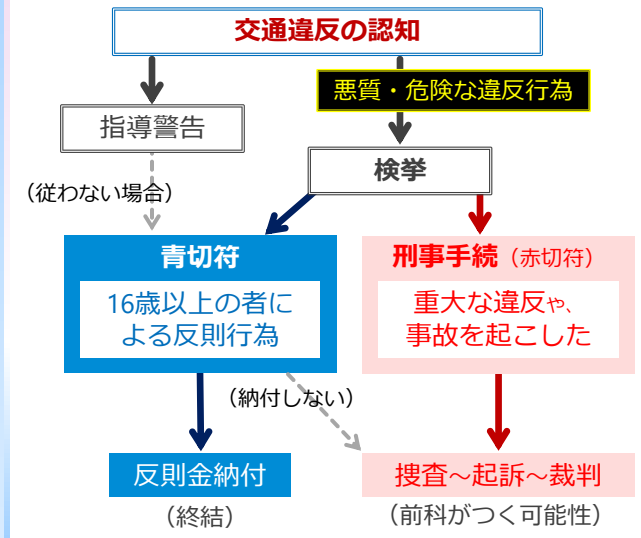 交通違反の認知
悪質・危険な違反行為
指導警告
検挙
（従わない場合）
青切符
16歳以上の者に
よる反則行為
刑事手続（赤切符）
重大な違反や、
事故を起こした
（納付しない）
反則金納付
（終結）
捜査～起訴～裁判
（前科がつく可能性）